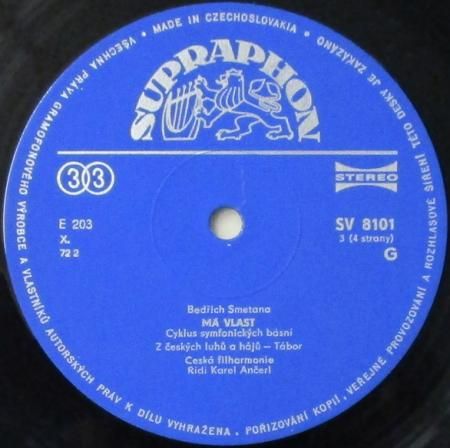 • MADE IN CZECHOSLOVAKIA •
VŠECHNA PRÁVA GRAMOFONOVÉHO VÝROBCE A VLASTNÍKŮ AUTORSKÝCH PRÁV K DÍLU VYHRAŽENA. POŘIZOVÁNÍ KOPIÍ, VEŘEJNÉ PROVOZOVÁNÍ A ROZHLASOVÉ ŠÍŘENÍ TÉTO DESKY JE ZAKÁZÁNO
SUPRAPHON
33
STEREO
E 203
X.
72 2
SV 8101
3 (4 strany)
G
Bedřich Smetana
MÁ VLAST
Cyklus symfonických básní
Z českých luhů a hájů – Tábor
Česká filharmonie
Řídí Karel Ančerl